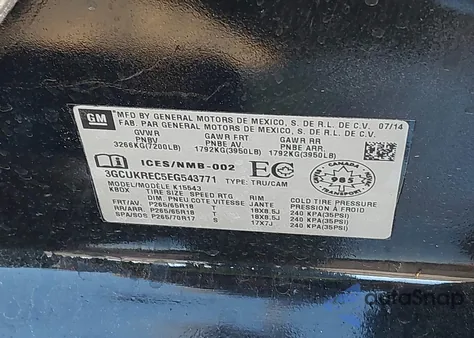 GM MFD BY GENERAL MOTORS DE MEXICO, S. DE R.L. DE C.V. 07/14
FAB. PAR GENERAL MOTORS DE MEXICO, S. DE R.L. DE C.V.
GVWR GAWR FRT GAWR RR
PNBV PNBE AV PNBE ARR.
3266KG(7200LB) 1792KG(3950LB) 1792KG(3950LB)
ICES/NMB-002 EC CANADA
3GCUKREC5EG543771 TYPE: TRU/CAM 985
MODEL/MODÈLE K15543 TRANSPORT
KBOX TIRE SIZE SPEED RTG RIM COLD TIRE PRESSURE
DIM. PNEU COTE VITESSE JANTE PRESSION À FROID
FRT/AV. P265/65R18 T 18X8.5J 240 KPA(35PSI)
RR/ARR. P265/65R18 T 18X8.5J 240 KPA(35PSI)
SPA/SOS P265/70R17 S 17X7J 240 KPA(35PSI)
autoSnap